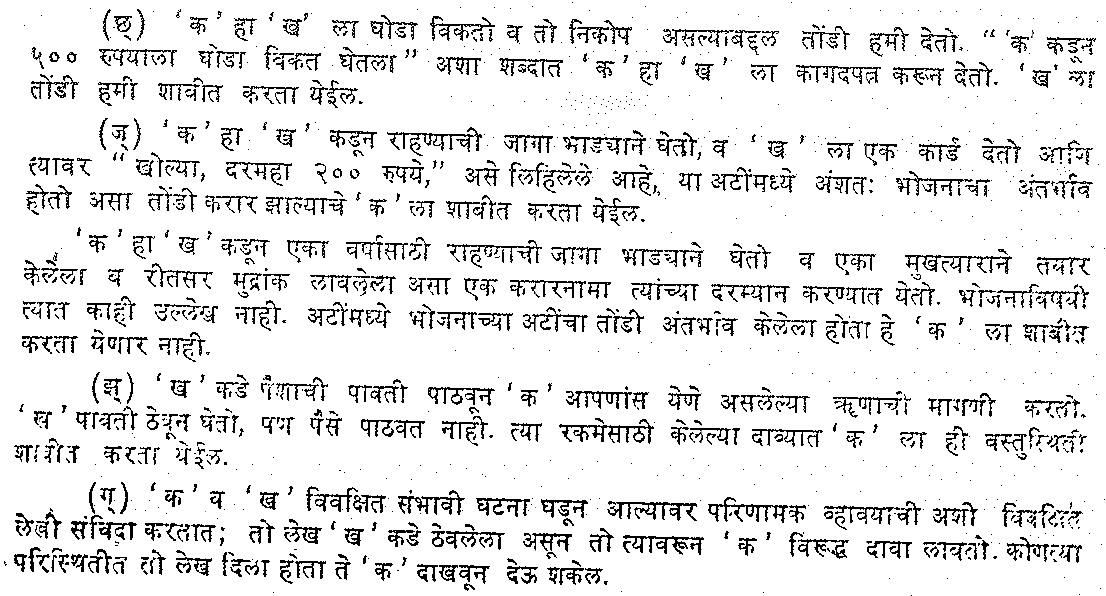 (छ्) ‘क’ हा ‘ख’ ला घोडा विकतो व तो निकोप असल्याबद्दल तोंडी हमी देतो. “‘क’ कडून
५०० रुपयाला घोडा विकत घेतला” अशा शब्दात ‘क’ हा ‘ख’ ला कागदपत्र करून देतो. ‘ख’ ला
तोंडी हमी शाबीत करता येईल.
(ज्) ‘क’ हा ‘ख’ कडून राहण्याची जागा भाड्याने घेतो, व ‘ख’ ला एक कार्ड देतो आणि
त्यावर “खोल्या, दरमहा २०० रुपये,” असे लिहिलेले आहे, या अटींमध्ये अंशतः भोजनाचा अंतर्भाव
होतो असा तोंडी करार झाल्याचे ‘क’ ला शाबीत करता येईल.
‘क’ हा ‘ख’ कडून एका वर्षासाठी राहण्याची जागा भाड्याने घेतो व एका मुखत्याराने तयार
केलेला व रीतसर मुद्रांक लावलेला असा एक करारनामा त्यांच्या दरम्यान करण्यात येतो. भोजनाविषयी
त्यात काही उल्लेख नाही. अटींमध्ये भोजनाच्या अटींचा तोंडी अंतर्भाव केलेला होता हे ‘क’ ला शाबीत
करता येणार नाही.
(झ्) ‘ख’ कडे पैशाची पावती पाठवून ‘क’ आपणांस येणे असलेल्या ऋणाची मागणी करतो.
‘ख’ पावती ठेवून घेतो, पण पैसे पाठवत नाही. त्या रकमेसाठी केलेल्या दाव्यात ‘क’ ला ही वस्तुस्थिती
शाबीत करता येईल.
(ग्) ‘क’ व ‘ख’ विवक्षित संभावी घटना घडून आल्यावर परिणामक व्हावयाची अशी विवक्षित
लेखी संविदा करतात; तो लेख ‘ख’ कडे ठेवलेला असून तो त्यावरून ‘क’ विरूद्ध दावा लावतो. कोणत्या
परिस्थितीत तो लेख दिला होता ते ‘क’ दाखवून देऊ शकेल.